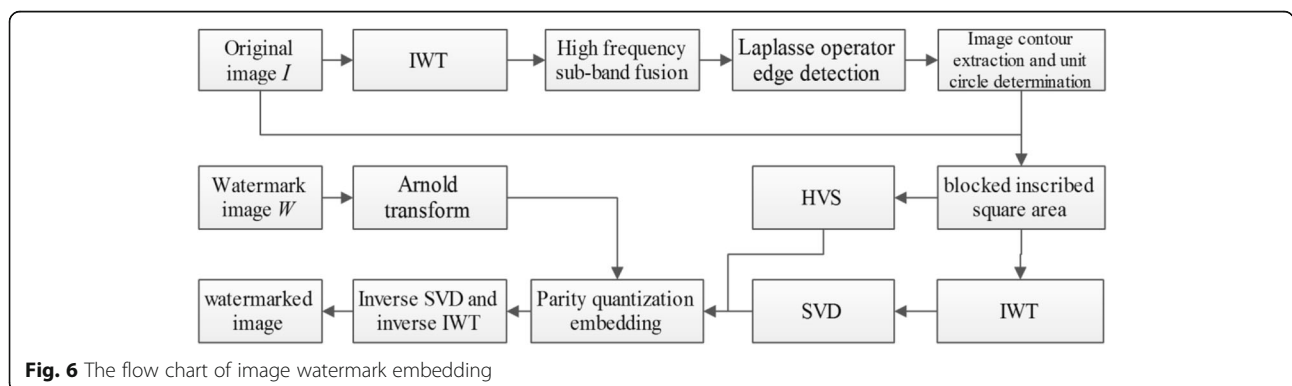 Original
image I
IWT
High frequency
sub-band fusion
Laplasse operator
edge detection
Image contour
extraction and unit
circle determination
Watermark
image W
Arnold
transform
HVS
blocked inscribed
square area
watermarked
image
Inverse SVD and
inverse IWT
Parity quantization
embedding
SVD
IWT
Fig. 6 The flow chart of image watermark embedding